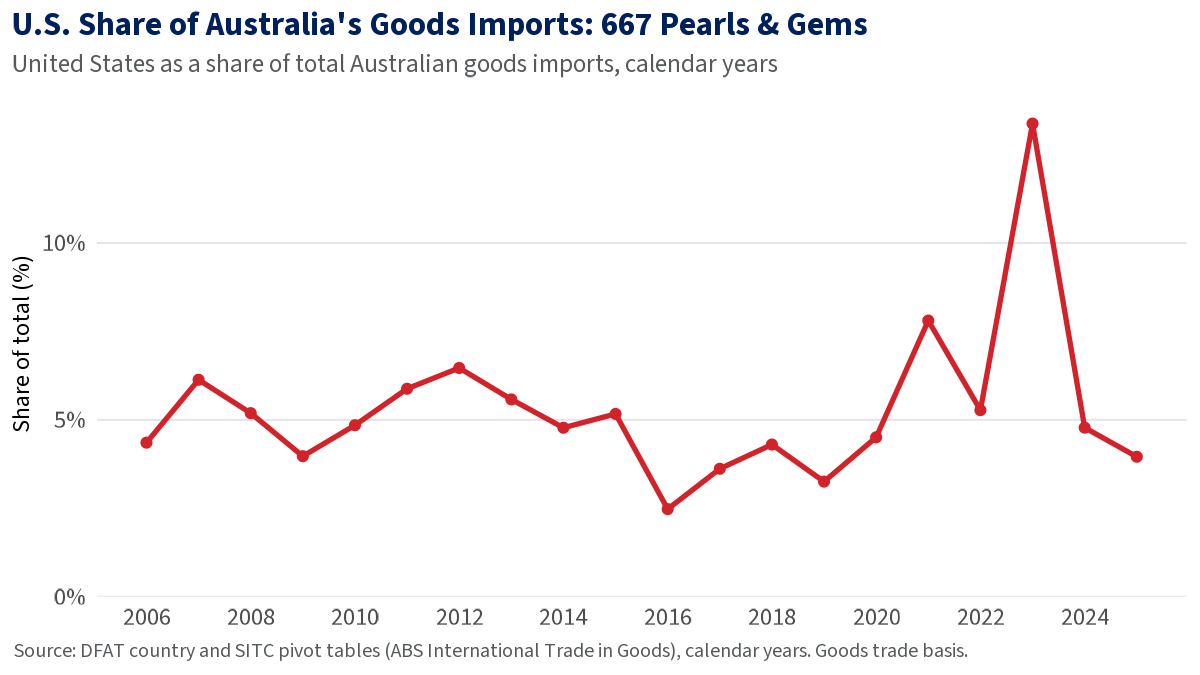 U.S. Share of Australia's Goods Imports: 667 Pearls & Gems
United States as a share of total Australian goods imports, calendar years
Share of total (%)
10%
5%
0%
2006 2008 2010 2012 2014 2016 2018 2020 2022 2024
Source: DFAT country and SITC pivot tables (ABS International Trade in Goods), calendar years. Goods trade basis.